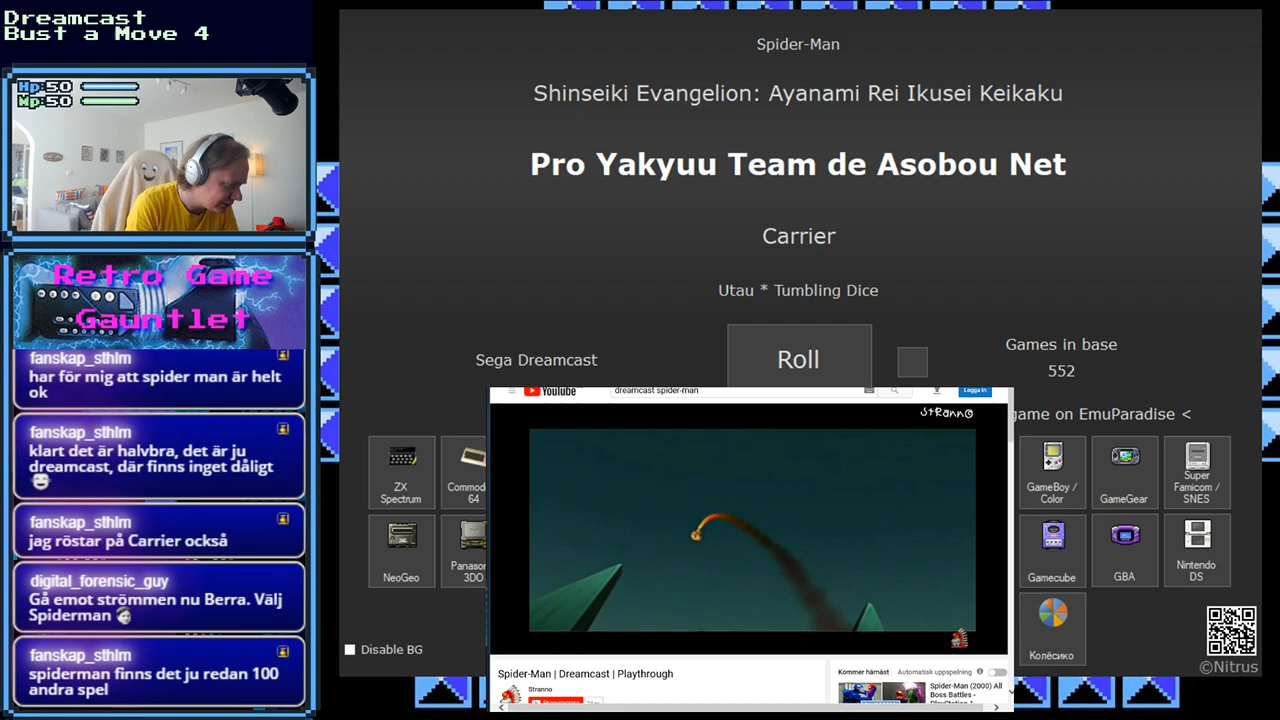 Dreamcast
Bust a Move 4
Hp:50
Mp:50
Retro Game
Gauntlet
fanskap_sthlm
har för mig att spider man är helt
ok
fanskap_sthlm
klart det är halvbra, det är ju
dreamcast, där finns inget dåligt
fanskap_sthlm
jag röstar på Carrier också
digital_forensic_guy
Gå emot strömmen nu Berra. Välj
Spiderman
fanskap_sthlm
spiderman finns det ju redan 100
andra spel
Spider-Man
Shinseiki Evangelion: Ayanami Rei Ikusei Keikaku
Pro Yakyuu Team de Asobou Net
Carrier
Utau * Tumbling Dice
Sega Dreamcast
Roll
Games in base
552
game on EmuParadise <
ZX
Spectrum
64
NeoGeo
3DO
GameBoy /
Color
GameGear
Super
Famicom /
SNES
Gamecube
GBA
Nintendo
DS
Колёсико
Disable BG
©Nitrus
YouTube
dreamcast spider-man
Logga in
Stranno
Spider-Man | Dreamcast | Playthrough
Stranno
Kommer härnäst
Automatisk uppspelning
Spider-Man (2000) All
Boss Battles -